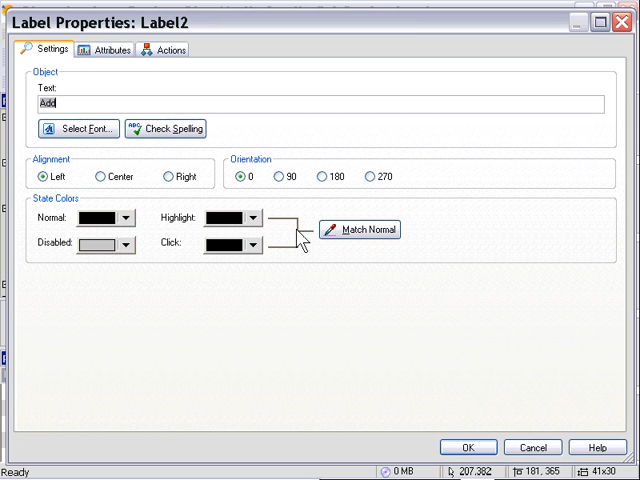 Label Properties: Label2
Settings
Attributes
Actions
Object
Text:
Add
Select Font...
ABC
Check Spelling
Alignment
Orientation
Left
Center
Right
0
90
180
270
State Colors
Normal:
Highlight:
Match Normal
Disabled:
Click:
OK
Cancel
Help
Ready
0 MB
207,382
181, 365
41x30